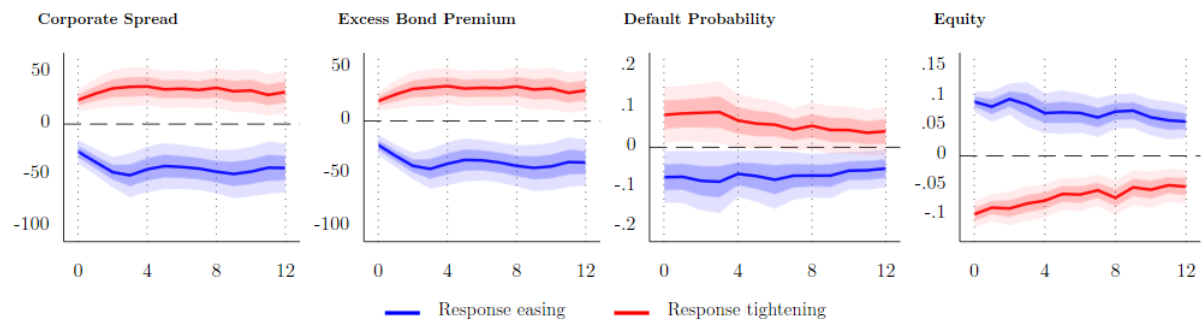 Corporate Spread
Excess Bond Premium
Default Probability
Equity
50
0
-50
-100
0 4 8 12
50
0
-50
-100
0 4 8 12
.2
.1
0
-.1
-.2
0 4 8 12
.15
.1
.05
0
-.05
-.1
0 4 8 12
Response easing
Response tightening